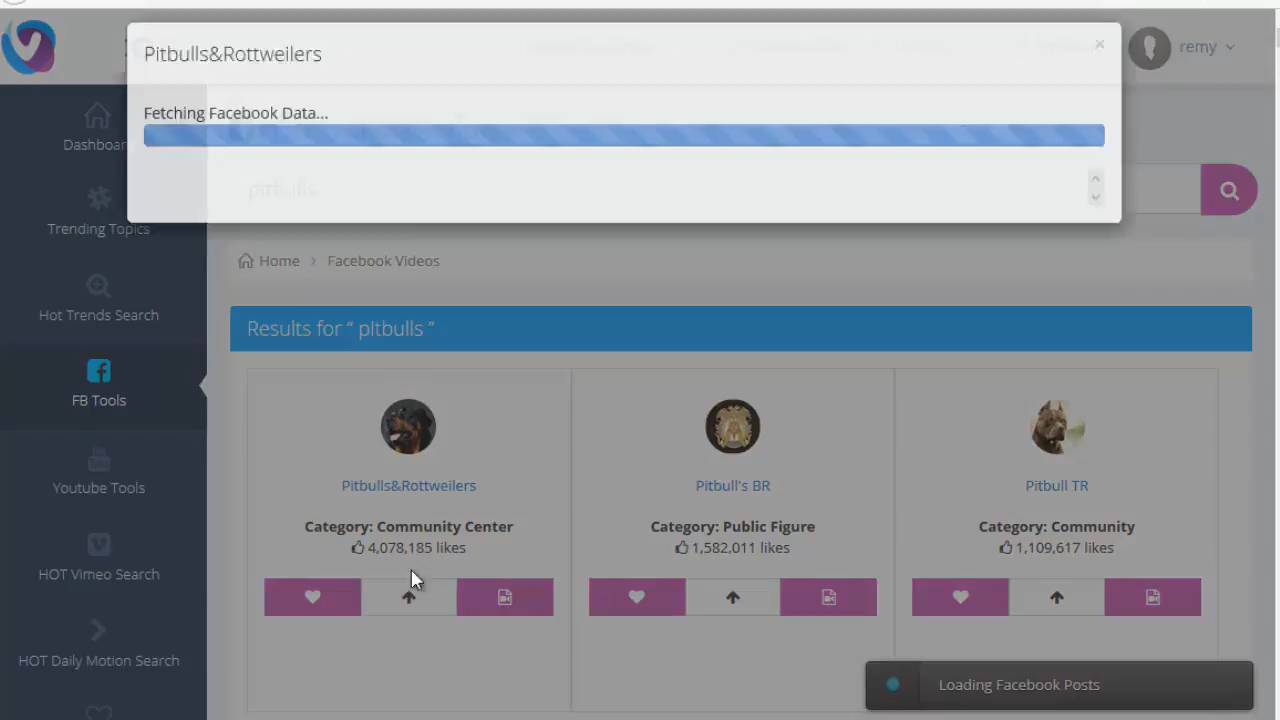 Pitbulls&Rottweilers
×
remy
Fetching Facebook Data...
Dashboar
pitbulls
Trending Topics
Home > Facebook Videos
Hot Trends Search
Results for “ pitbulls ”
FB Tools
Pitbulls&Rottweilers
Category: Community Center
4,078,185 likes
Pitbull's BR
Category: Public Figure
1,582,011 likes
Pitbull TR
Category: Community
1,109,617 likes
Youtube Tools
HOT Vimeo Search
HOT Daily Motion Search
Loading Facebook Posts